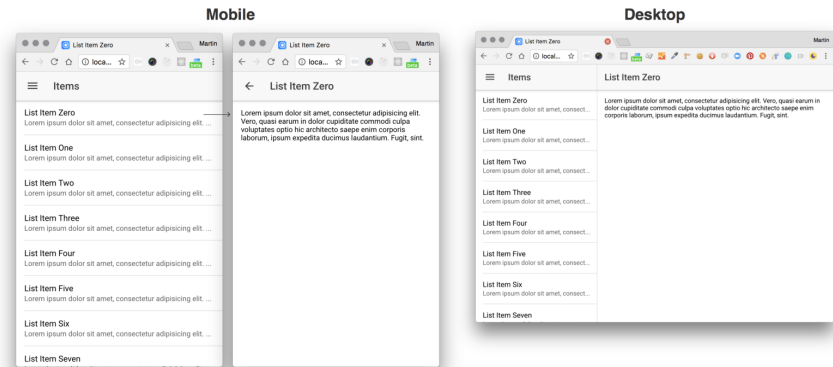 Mobile
Desktop
List Item Zero
Martin
loca...
beta
Items
List Item Zero
Lorem ipsum dolor sit amet, consectetur adipisicing elit. ...
List Item One
Lorem ipsum dolor sit amet, consectetur adipisicing elit. ...
List Item Two
Lorem ipsum dolor sit amet, consectetur adipisicing elit. ...
List Item Three
Lorem ipsum dolor sit amet, consectetur adipisicing elit. ...
List Item Four
Lorem ipsum dolor sit amet, consectetur adipisicing elit. ...
List Item Five
Lorem ipsum dolor sit amet, consectetur adipisicing elit. ...
List Item Six
Lorem ipsum dolor sit amet, consectetur adipisicing elit. ...
List Item Seven
List Item Zero
Martin
loca...
beta
List Item Zero
Lorem ipsum dolor sit amet, consectetur adipisicing elit.
Vero, quasi earum in dolor cupiditate commodi culpa
voluptates optio hic architecto saepe enim corporis
laborum, ipsum expedita ducimus laudantium. Fugit, sint.
List Item Zero
Martin
local...
beta
Items
List Item Zero
Lorem ipsum dolor sit amet, consect...
List Item One
Lorem ipsum dolor sit amet, consect...
List Item Two
Lorem ipsum dolor sit amet, consect...
List Item Three
Lorem ipsum dolor sit amet, consect...
List Item Four
Lorem ipsum dolor sit amet, consect...
List Item Five
Lorem ipsum dolor sit amet, consect...
List Item Six
Lorem ipsum dolor sit amet, consect...
List Item Seven
List Item Zero
Lorem ipsum dolor sit amet, consectetur adipisicing elit. Vero, quasi earum in
dolor cupiditate commodi culpa voluptates optio hic architecto saepe enim
corporis laborum, ipsum expedita ducimus laudantium. Fugit, sint.